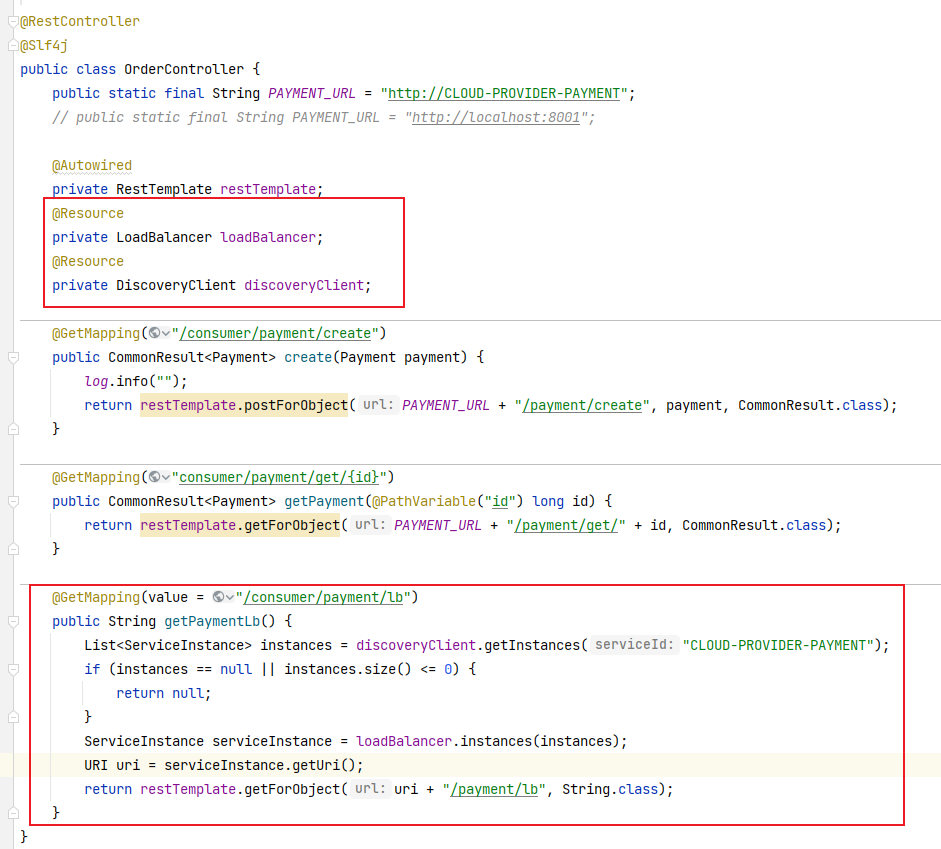 @RestController
@Slf4j
public class OrderController {
    public static final String PAYMENT_URL = "http://CLOUD-PROVIDER-PAYMENT";
    // public static final String PAYMENT_URL = "http://localhost:8001";
    @Autowired
    private RestTemplate restTemplate;
    @Resource
    private LoadBalancer loadBalancer;
    @Resource
    private DiscoveryClient discoveryClient;
    @GetMapping("/consumer/payment/create")
    public CommonResult<Payment> create(Payment payment) {
        log.info("");
        return restTemplate.postForObject( url: PAYMENT_URL + "/payment/create", payment, CommonResult.class);
    }
    @GetMapping("consumer/payment/get/{id}")
    public CommonResult<Payment> getPayment(@PathVariable("id") long id) {
        return restTemplate.getForObject( url: PAYMENT_URL + "/payment/get/" + id, CommonResult.class);
    }
    @GetMapping(value = "/consumer/payment/lb")
    public String getPaymentLb() {
        List<ServiceInstance> instances = discoveryClient.getInstances( serviceId: "CLOUD-PROVIDER-PAYMENT");
        if (instances == null || instances.size() <= 0) {
            return null;
        }
        ServiceInstance serviceInstance = loadBalancer.instances(instances);
        URI uri = serviceInstance.getUri();
        return restTemplate.getForObject( url: uri + "/payment/lb", String.class);
    }
}